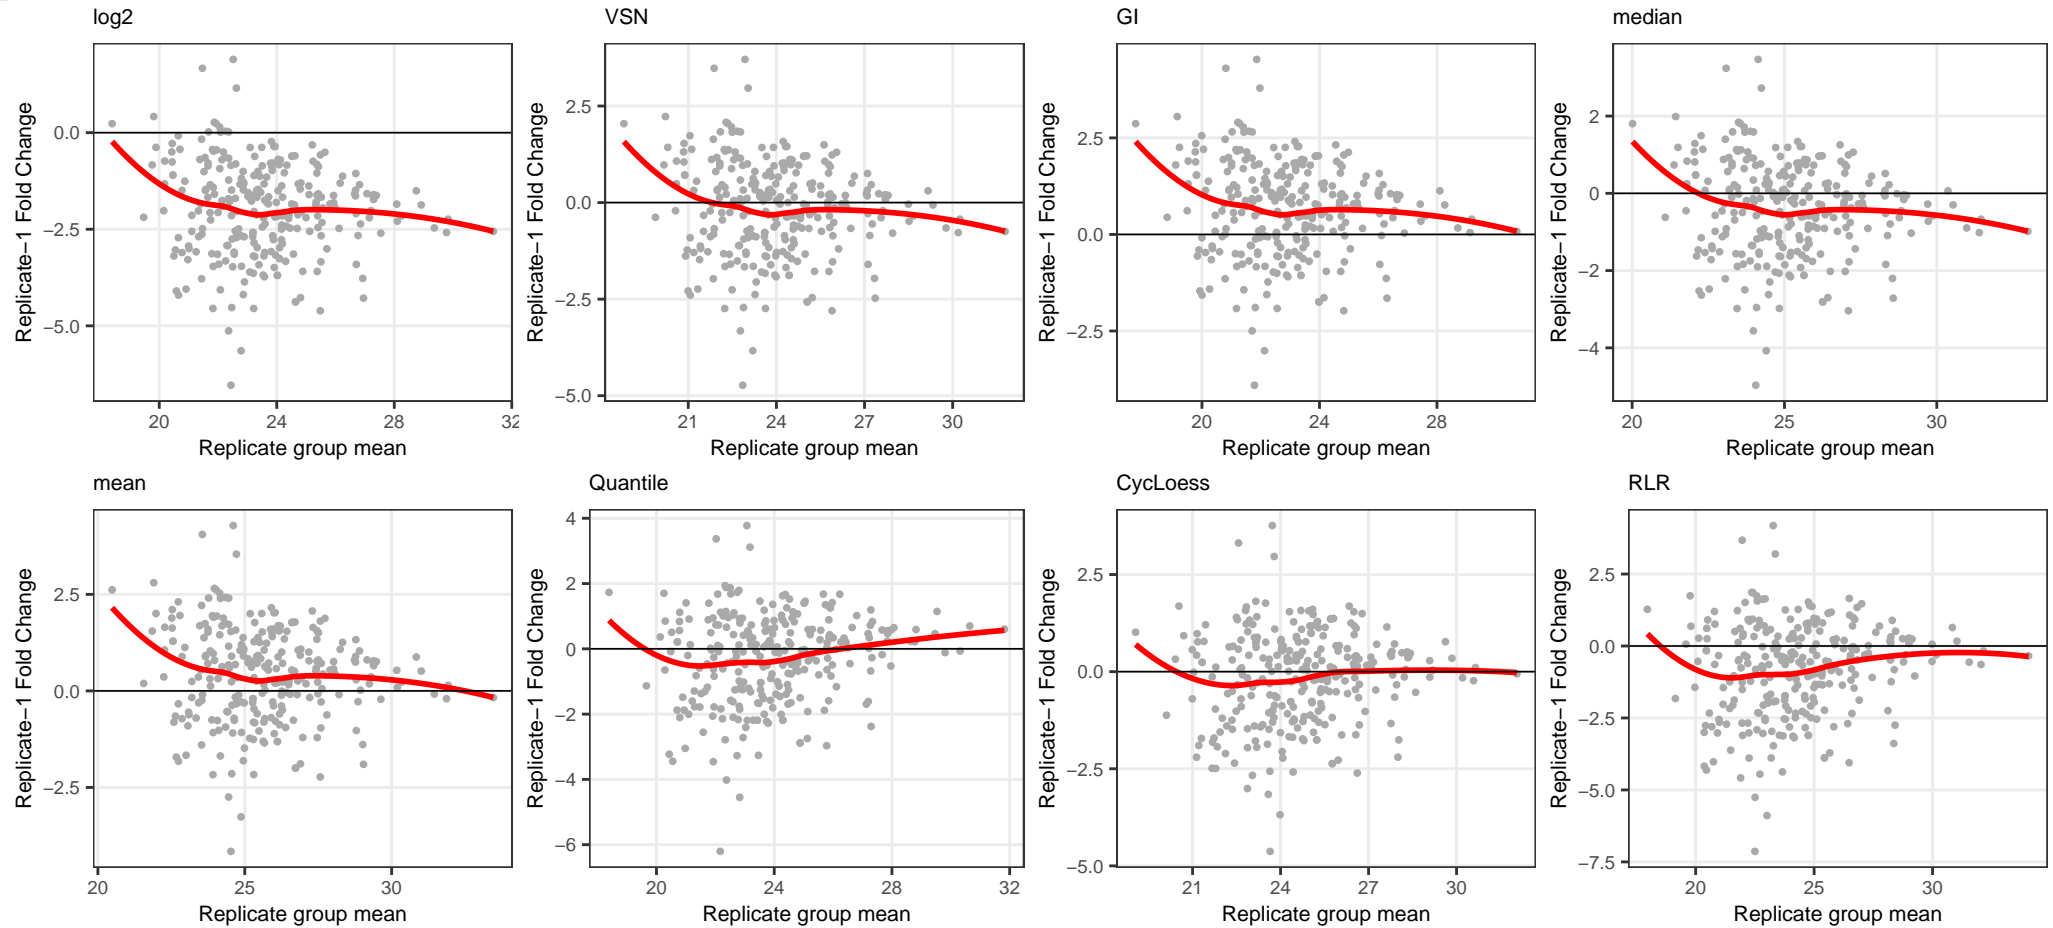 log2
VSN
GI
median
Replicate−1 Fold Change
0.0
−2.5
−5.0
20 24 28 32
Replicate group mean
Replicate−1 Fold Change
2.5
0.0
−2.5
−5.0
21 24 27 30
Replicate group mean
Replicate−1 Fold Change
2.5
0.0
−2.5
20 24 28
Replicate group mean
Replicate−1 Fold Change
2
0
−2
−4
20 25 30
Replicate group mean
mean
Quantile
CycLoess
RLR
Replicate−1 Fold Change
2.5
0.0
−2.5
20 25 30
Replicate group mean
Replicate−1 Fold Change
4
2
0
−2
−4
−6
20 24 28 32
Replicate group mean
Replicate−1 Fold Change
2.5
0.0
−2.5
−5.0
21 24 27 30
Replicate group mean
Replicate−1 Fold Change
2.5
0.0
−2.5
−5.0
−7.5
20 25 30
Replicate group mean